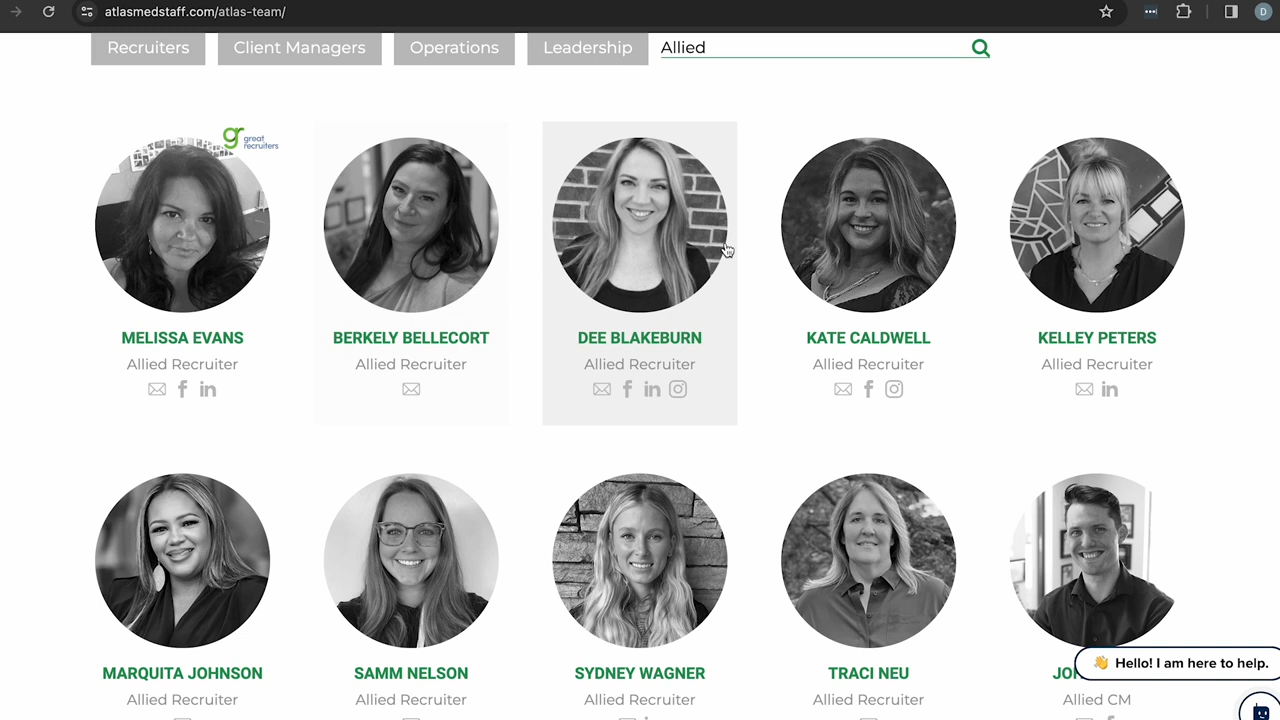 atlasmedstaff.com/atlas-team/
D
Recruiters
Client Managers
Operations
Leadership
Allied
gr great
recruiters
MELISSA EVANS
Allied Recruiter
BERKELY BELLECORT
Allied Recruiter
DEE BLAKEBURN
Allied Recruiter
KATE CALDWELL
Allied Recruiter
KELLEY PETERS
Allied Recruiter
MARQUITA JOHNSON
Allied Recruiter
SAMM NELSON
Allied Recruiter
SYDNEY WAGNER
Allied Recruiter
TRACI NEU
Allied Recruiter
Allied CM
👋 Hello! I am here to help.